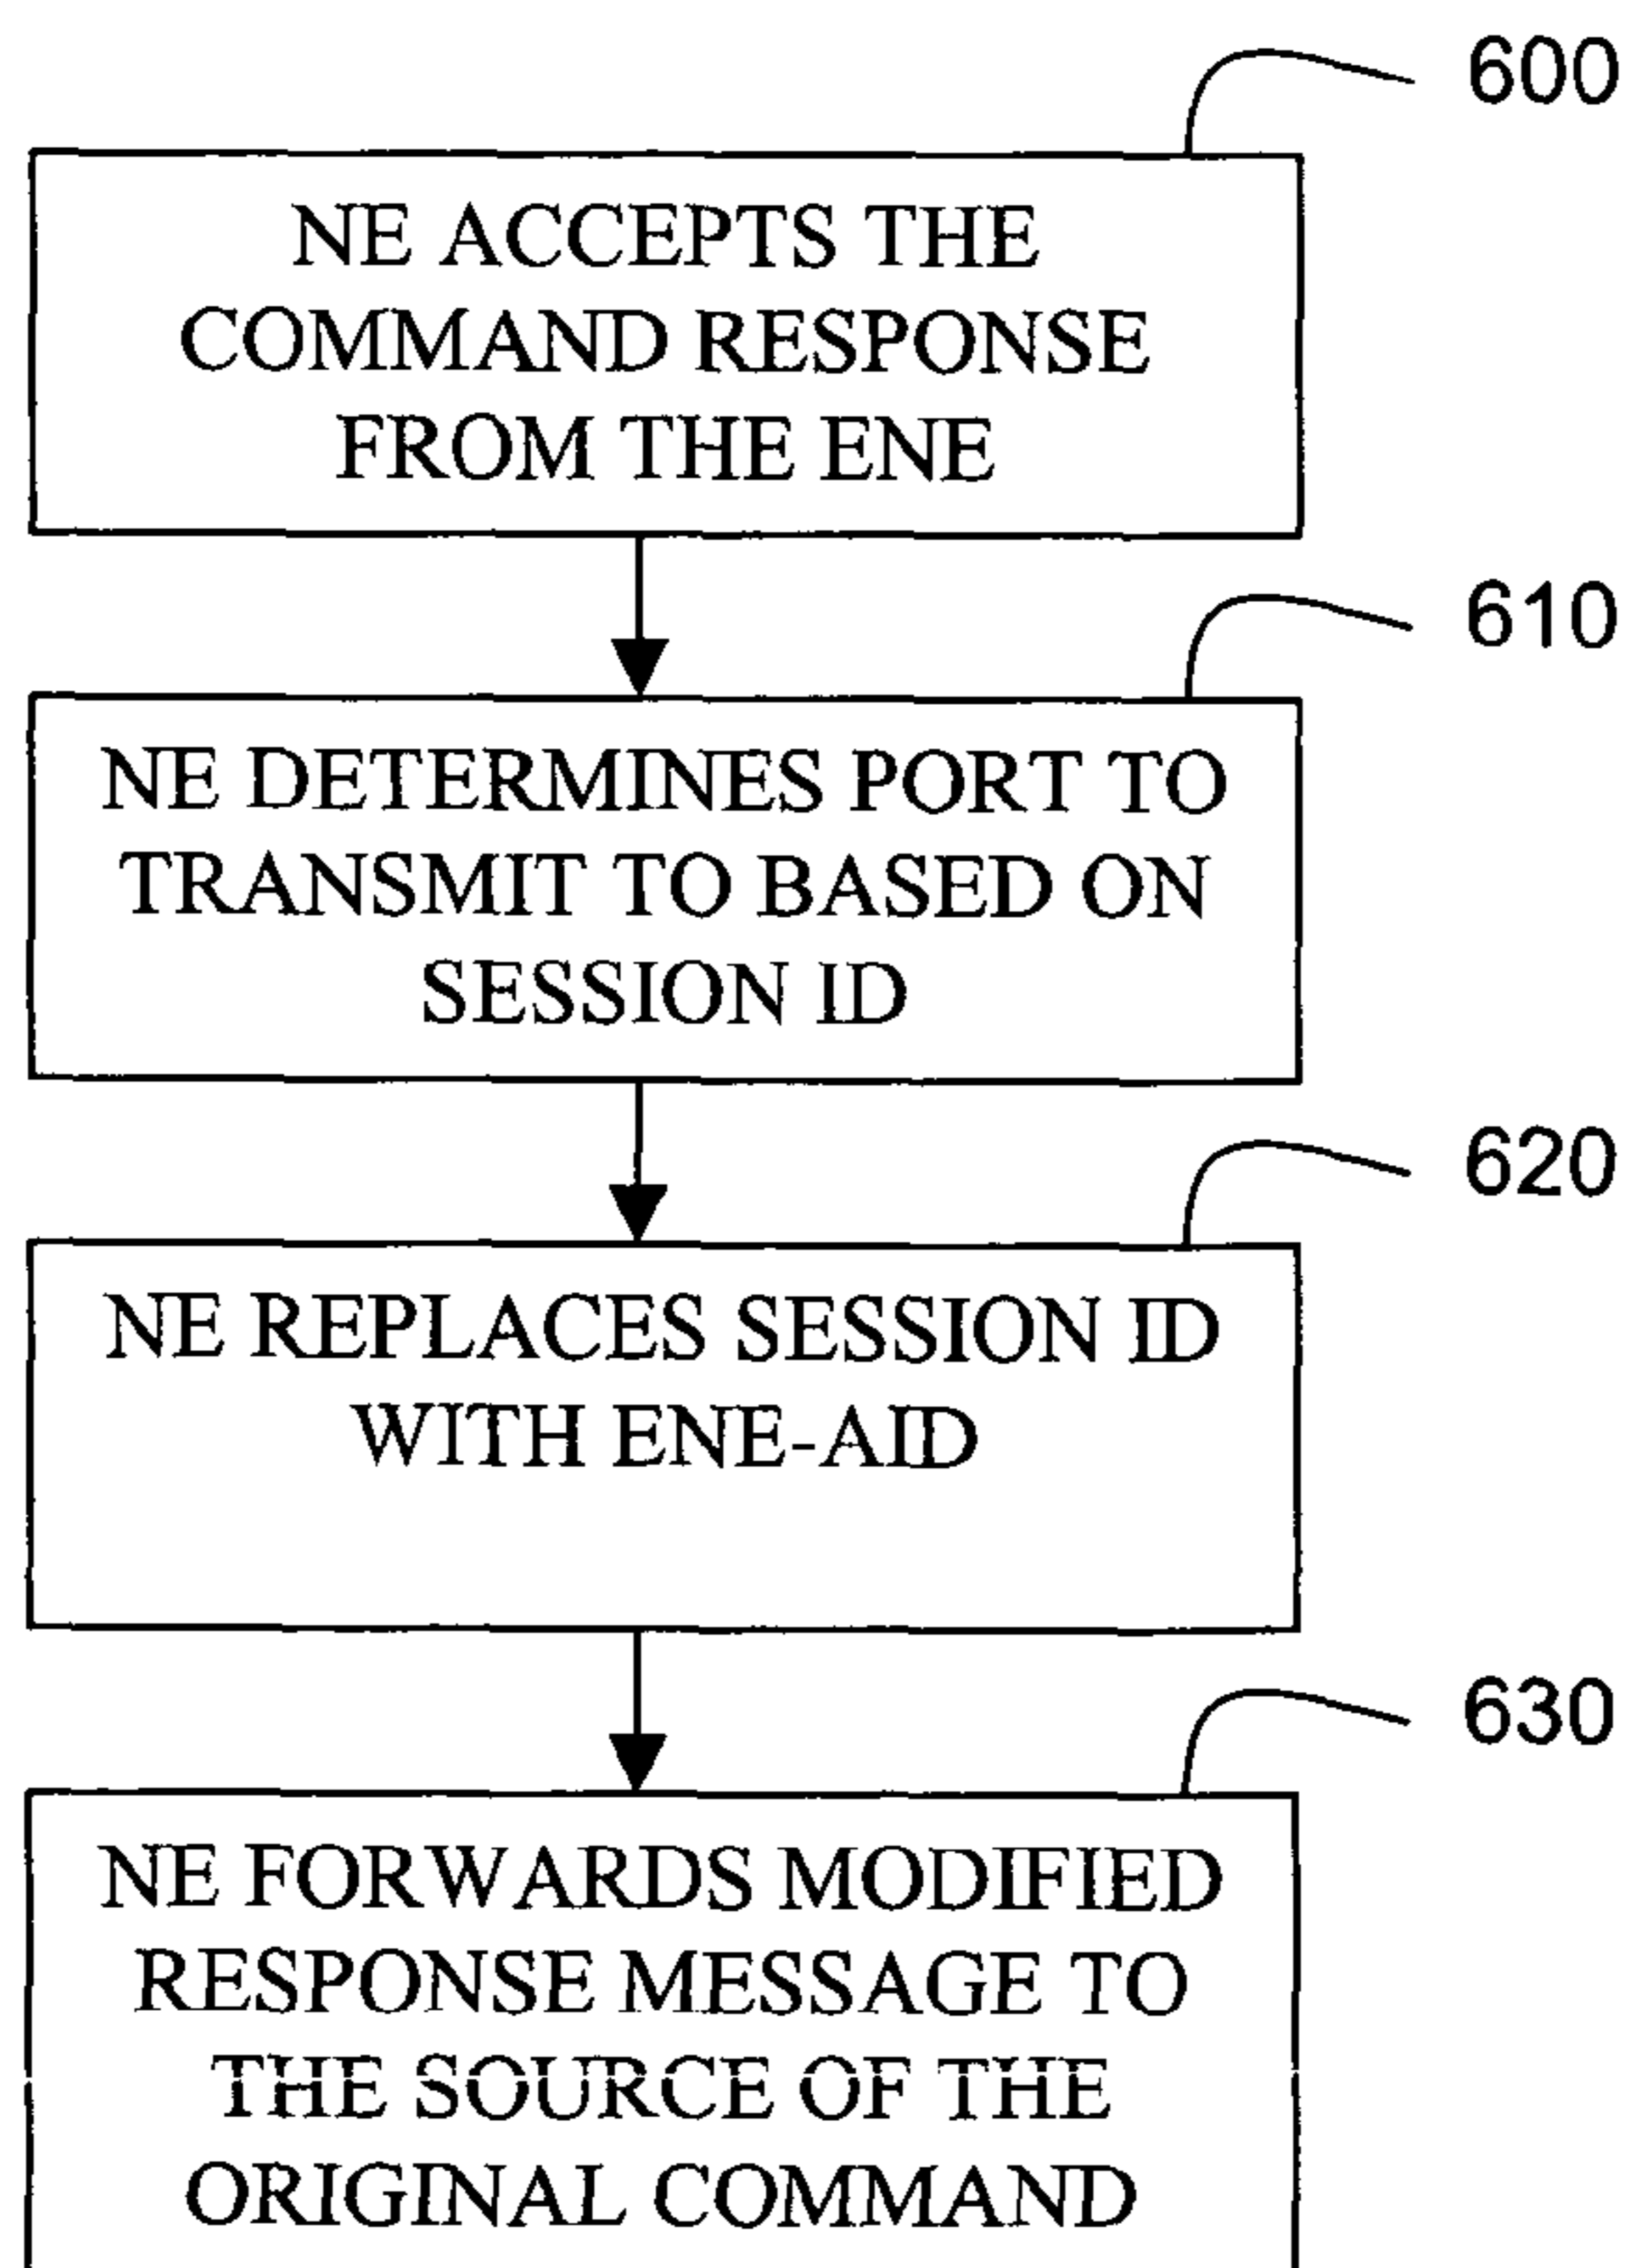 600
NE ACCEPTS THE
COMMAND RESPONSE
FROM THE ENE
610
NE DETERMINES PORT TO
TRANSMIT TO BASED ON
SESSION ID
620
NE REPLACES SESSION ID
WITH ENE-AID
630
NE FORWARDS MODIFIED
RESPONSE MESSAGE TO
THE SOURCE OF THE
ORIGINAL COMMAND